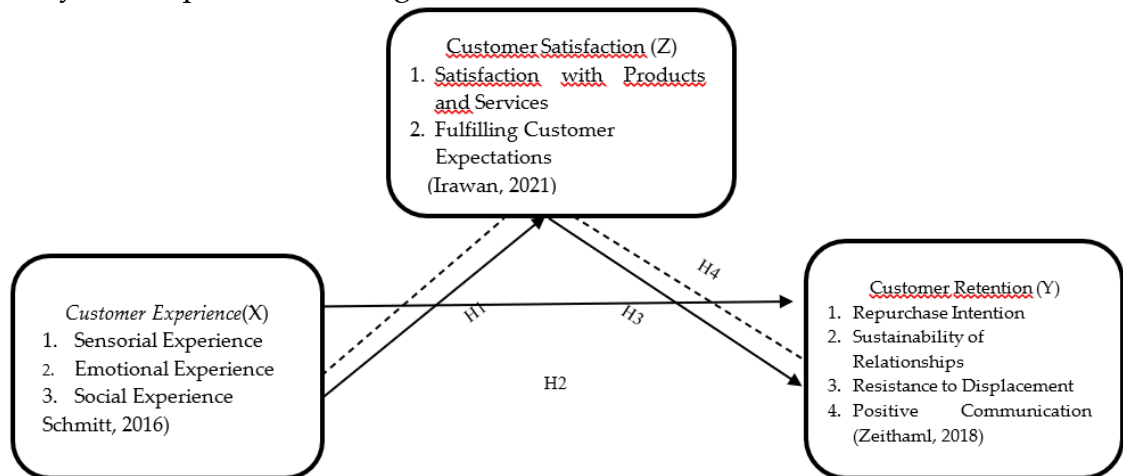 Customer Satisfaction (Z)
1. Satisfaction with Products
and Services
2. Fulfilling Customer
Expectations
(Irawan, 2021)
Customer Experience(X)
1. Sensorial Experience
2. Emotional Experience
3. Social Experience
Schmitt, 2016)
H1
H2
H3
H4
Customer Retention (Y)
1. Repurchase Intention
2. Sustainability of
Relationships
3. Resistance to Displacement
4. Positive Communication
(Zeithaml, 2018)